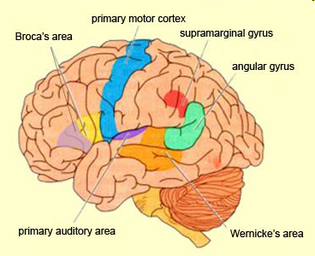 primary motor cortex
Broca's area
supramarginal gyrus
angular gyrus
primary auditory area
Wernicke's area